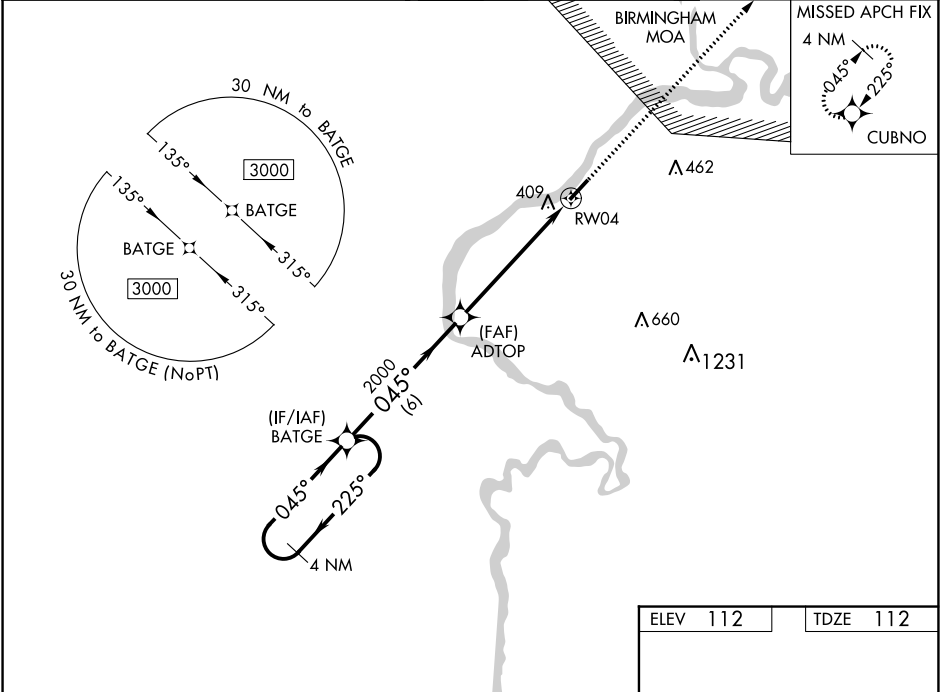 BIRMINGHAM
MOA
MISSED APCH FIX
4 NM
045°
225°
CUBNO
30 NM to BATGE
135°
3000
BATGE
315°
135°
BATGE
3000
315°
30 NM to BATGE (NoPT)
462
409
RW04
660
1231
(FAF)
ADTOP
2000
045°
(6)
(IF/IAF)
BATGE
045°
225°
4 NM
ELEV 112
TDZE 112